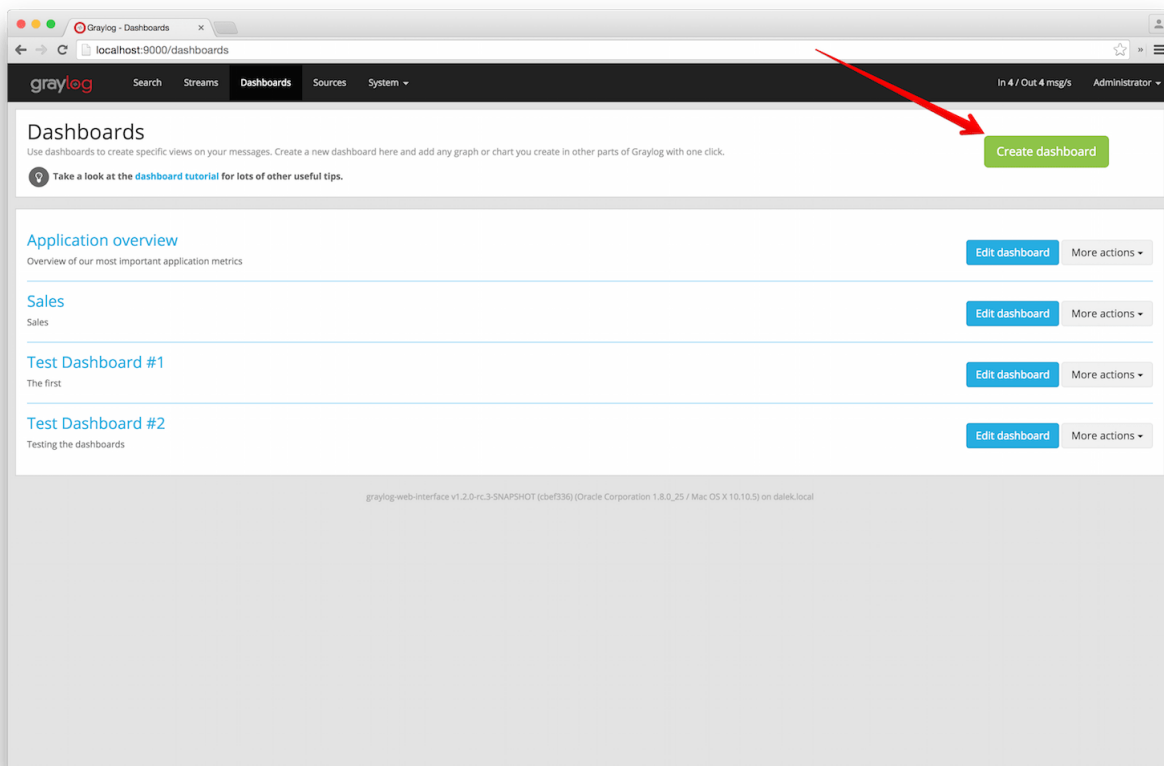 Graylog - Dashboards
localhost:9000/dashboards
graylog Search Streams Dashboards Sources System In 4 / Out 4 msg/s Administrator
Dashboards
Use dashboards to create specific views on your messages. Create a new dashboard here and add any graph or chart you create in other parts of Graylog with one click.
Create dashboard
Take a look at the dashboard tutorial for lots of other useful tips.
Application overview
Overview of our most important application metrics
Edit dashboard More actions
Sales
Sales
Edit dashboard More actions
Test Dashboard #1
The first
Edit dashboard More actions
Test Dashboard #2
Testing the dashboards
Edit dashboard More actions
graylog-web-interface v1.2.0-rc.3-SNAPSHOT (cbef336) (Oracle Corporation 1.8.0_25 / Mac OS X 10.10.5) on dalek.local